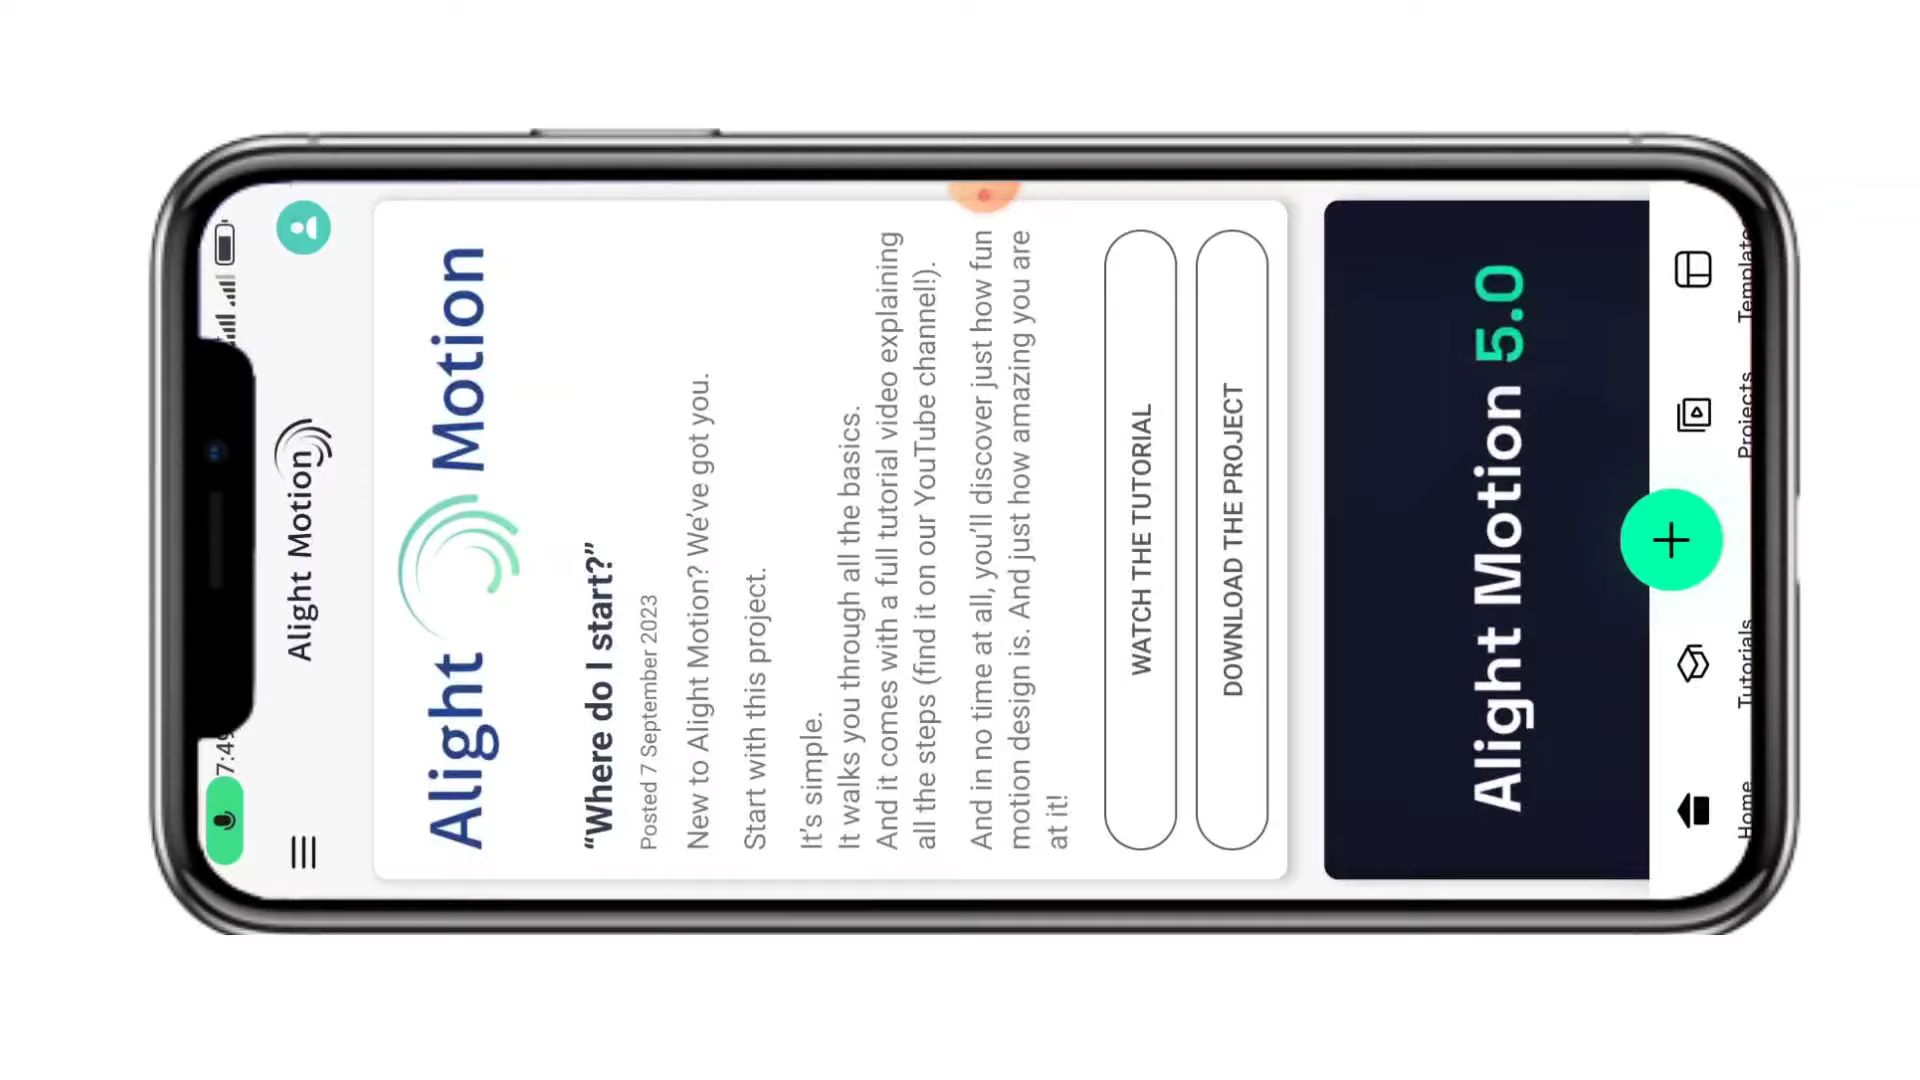 7:49
Alight Motion
Alight Motion
“Where do I start?”
Posted 7 September 2023
New to Alight Motion? We’ve got you.
Start with this project.
It’s simple.
It walks you through all the basics.
And it comes with a full tutorial video explaining
all the steps (find it on our YouTube channel!).
And in no time at all, you’ll discover just how fun
motion design is. And just how amazing you are
at it!
WATCH THE TUTORIAL
DOWNLOAD THE PROJECT
Alight Motion 5.0
Home
Tutorials
Projects
Templates